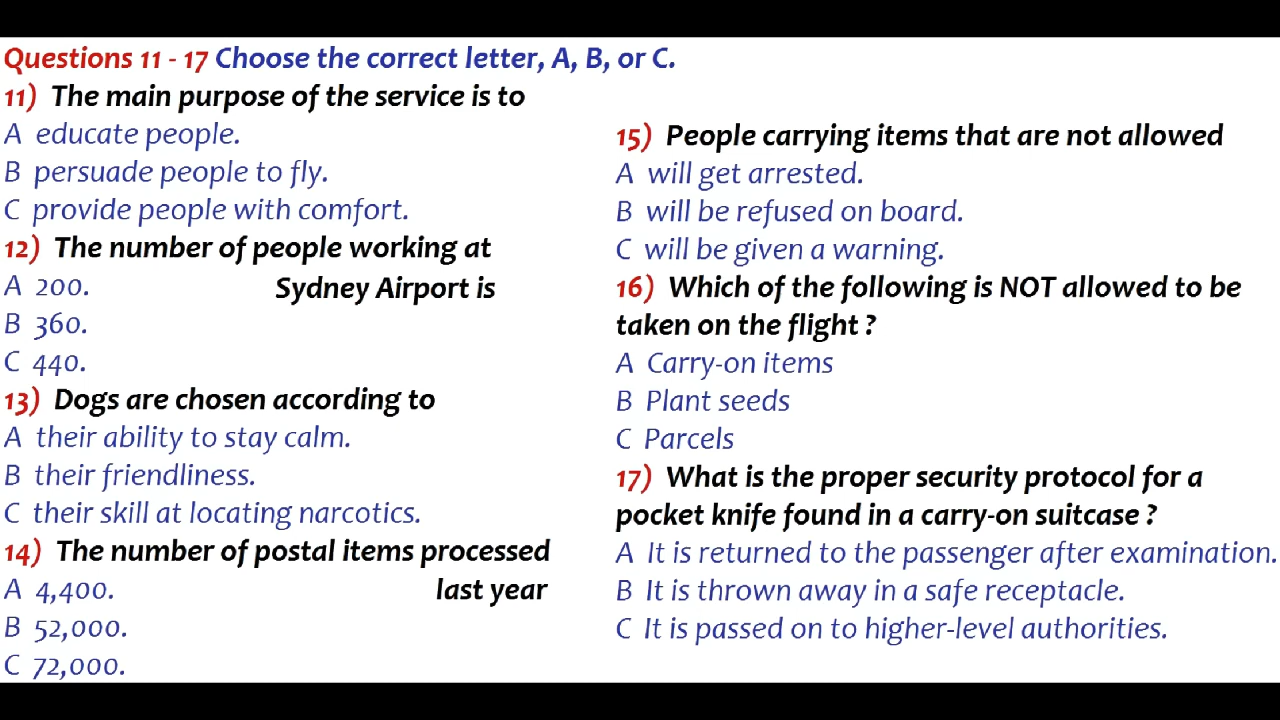 Questions 11 - 17 Choose the correct letter, A, B, or C.
11) The main purpose of the service is to
A educate people.
B persuade people to fly.
C provide people with comfort.
12) The number of people working at
A 200. Sydney Airport is
B 360.
C 440.
13) Dogs are chosen according to
A their ability to stay calm.
B their friendliness.
C their skill at locating narcotics.
14) The number of postal items processed
A 4,400. last year
B 52,000.
C 72,000.
15) People carrying items that are not allowed
A will get arrested.
B will be refused on board.
C will be given a warning.
16) Which of the following is NOT allowed to be
taken on the flight ?
A Carry-on items
B Plant seeds
C Parcels
17) What is the proper security protocol for a
pocket knife found in a carry-on suitcase ?
A It is returned to the passenger after examination.
B It is thrown away in a safe receptacle.
C It is passed on to higher-level authorities.